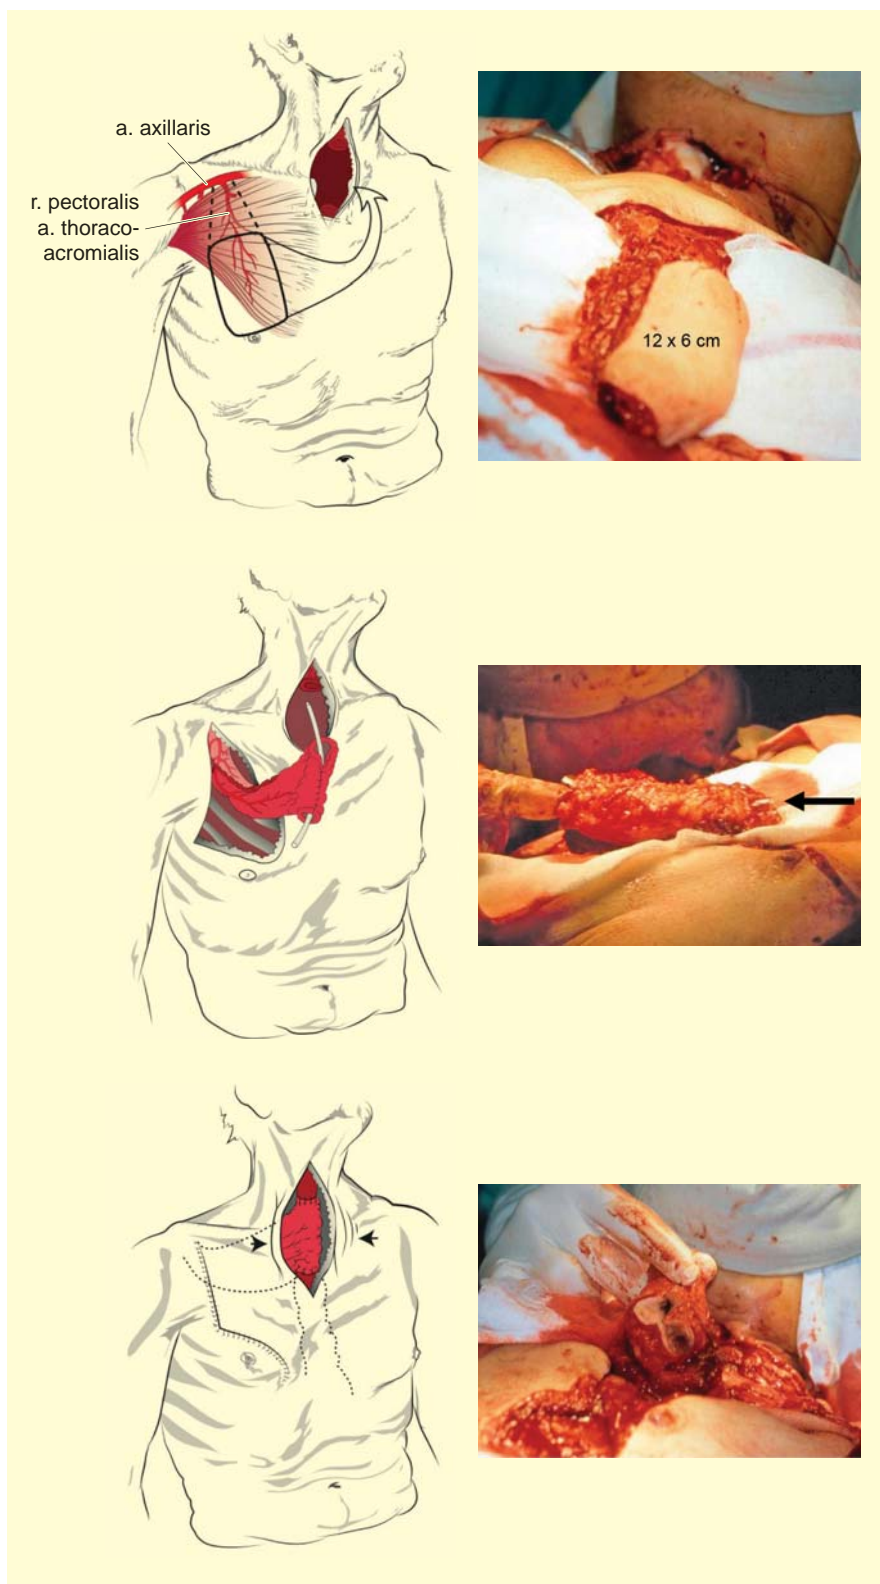 a. axillaris
r. pectoralis
a. thoraco-
acromialis
12 x 6 cm